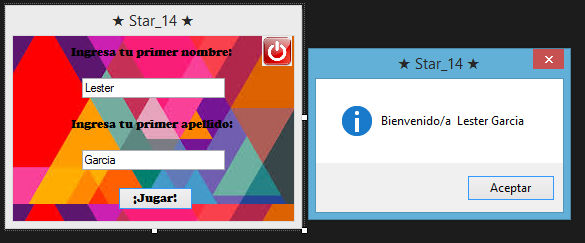 ★ Star_14 ★
Ingresa tu primer nombre:
Lester
Ingresa tu primer apellido:
Garcia
¡Jugar!
★ Star_14 ★
Bienvenido/a  Lester Garcia
Aceptar